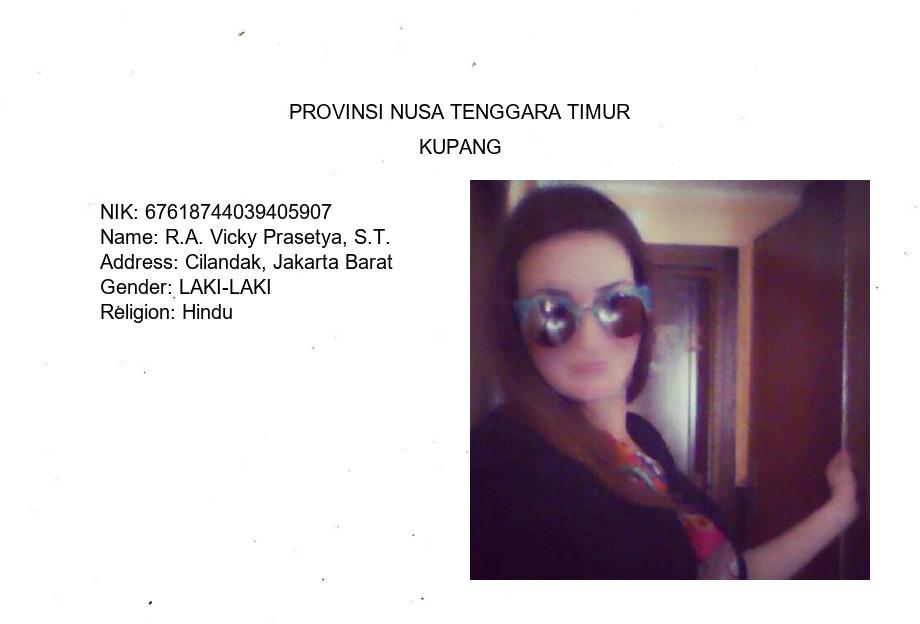 PROVINSI NUSA TENGGARA TIMUR
KUPANG
NIK: 67618744039405907
Name: R.A. Vicky Prasetya, S.T.
Address: Cilandak, Jakarta Barat
Gender: LAKI-LAKI
Religion: Hindu